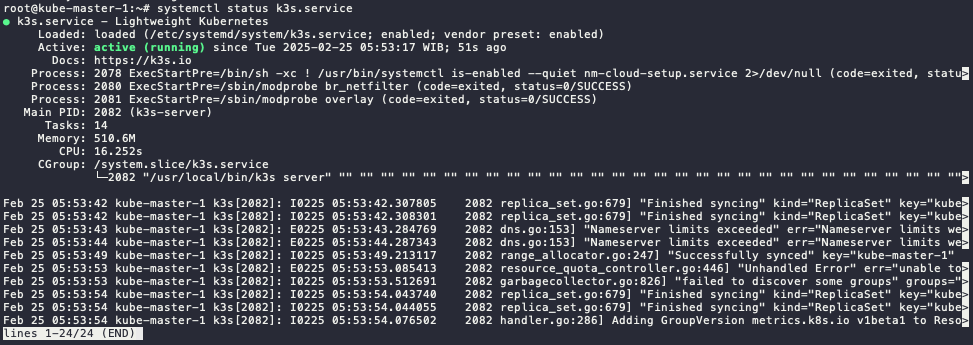 root@kube-master-1:~# systemctl status k3s.service
● k3s.service - Lightweight Kubernetes
Loaded: loaded (/etc/systemd/system/k3s.service; enabled; vendor preset: enabled)
Active: active (running) since Tue 2025-02-25 05:53:17 WIB; 51s ago
Docs: https://k3s.io
Process: 2078 ExecStartPre=/bin/sh -xc ! /usr/bin/systemctl is-enabled --quiet nm-cloud-setup.service 2>/dev/null (code=exited, statu>
Process: 2080 ExecStartPre=/sbin/modprobe br_netfilter (code=exited, status=0/SUCCESS)
Process: 2081 ExecStartPre=/sbin/modprobe overlay (code=exited, status=0/SUCCESS)
Main PID: 2082 (k3s-server)
Tasks: 14
Memory: 510.6M
CPU: 16.252s
CGroup: /system.slice/k3s.service
└─2082 "/usr/local/bin/k3s server" "" "" "" "" "" "" "" "" "" "" "" "" "" "" "" "" "" "" "" "" "" "" "" "" "" "" "" "" "" "" "">
Feb 25 05:53:42 kube-master-1 k3s[2082]: I0225 05:53:42.307805 2082 replica_set.go:679] "Finished syncing" kind="ReplicaSet" key="kube>
Feb 25 05:53:42 kube-master-1 k3s[2082]: I0225 05:53:42.308301 2082 replica_set.go:679] "Finished syncing" kind="ReplicaSet" key="kube>
Feb 25 05:53:43 kube-master-1 k3s[2082]: E0225 05:53:43.284769 2082 dns.go:153] "Nameserver limits exceeded" err="Nameserver limits we>
Feb 25 05:53:44 kube-master-1 k3s[2082]: E0225 05:53:44.287343 2082 dns.go:153] "Nameserver limits exceeded" err="Nameserver limits we>
Feb 25 05:53:49 kube-master-1 k3s[2082]: I0225 05:53:49.213117 2082 range_allocator.go:247] "Successfully synced" key="kube-master-1"
Feb 25 05:53:53 kube-master-1 k3s[2082]: E0225 05:53:53.085413 2082 resource_quota_controller.go:446] "Unhandled Error" err="unable to>
Feb 25 05:53:53 kube-master-1 k3s[2082]: I0225 05:53:53.512691 2082 garbagecollector.go:826] "failed to discover some groups" groups=">
Feb 25 05:53:54 kube-master-1 k3s[2082]: I0225 05:53:54.043740 2082 replica_set.go:679] "Finished syncing" kind="ReplicaSet" key="kube>
Feb 25 05:53:54 kube-master-1 k3s[2082]: I0225 05:53:54.044055 2082 replica_set.go:679] "Finished syncing" kind="ReplicaSet" key="kube>
Feb 25 05:53:54 kube-master-1 k3s[2082]: I0225 05:53:54.076502 2082 handler.go:286] Adding GroupVersion metrics.k8s.io v1beta1 to Reso>
lines 1-24/24 (END)